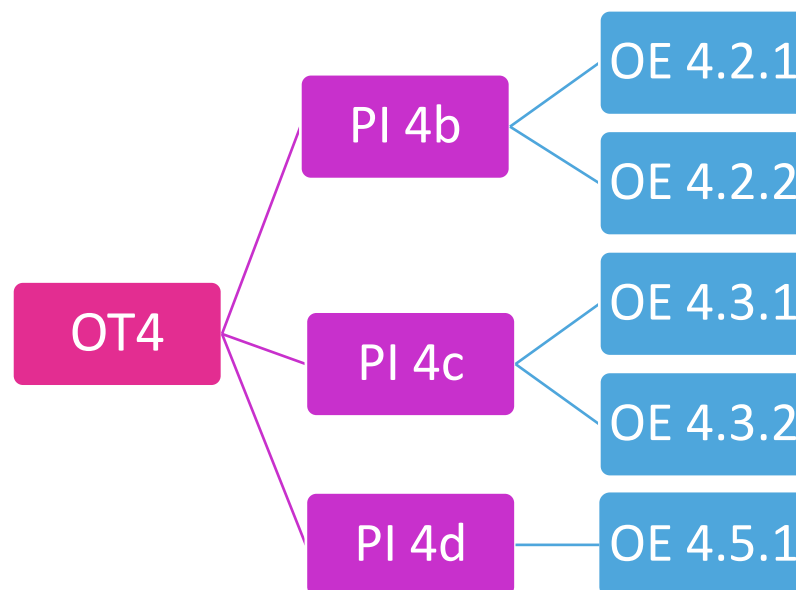 OT4
PI 4b
OE 4.2.1
OE 4.2.2
PI 4c
OE 4.3.1
OE 4.3.2
PI 4d
OE 4.5.1